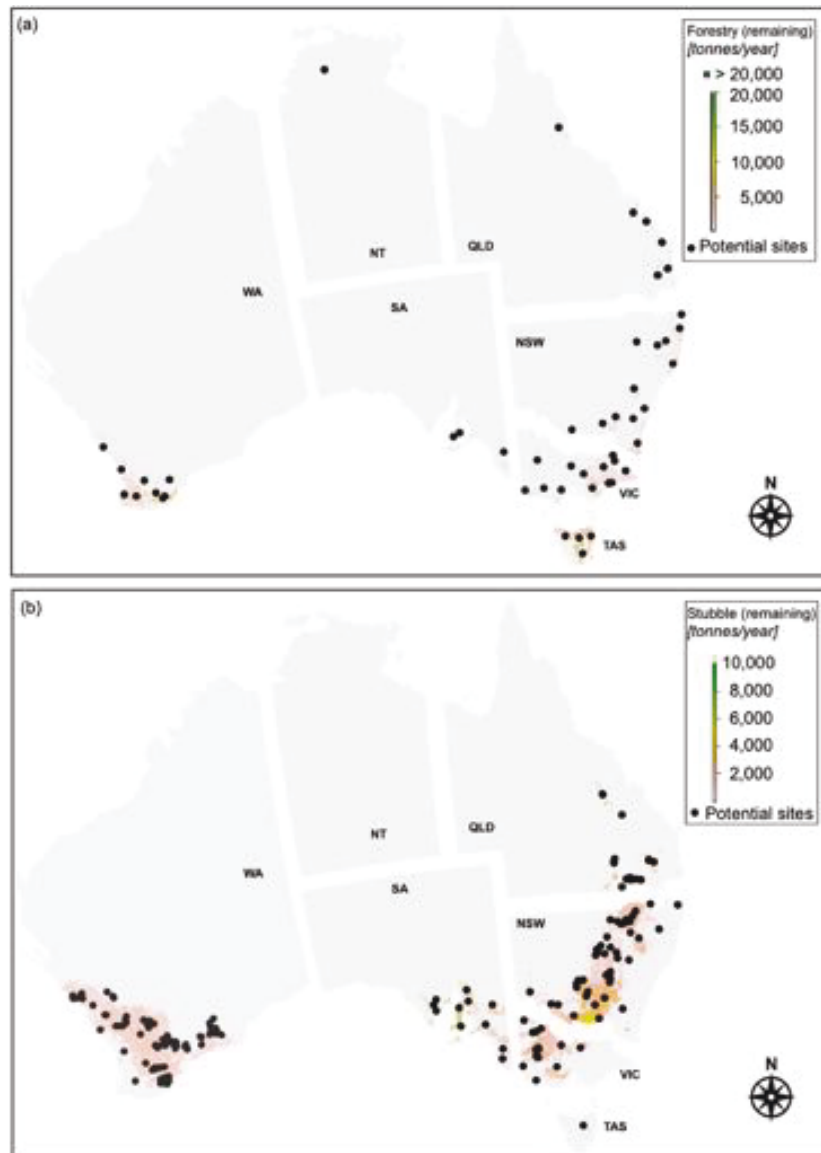 (a)
Forestry (remaining)
[tonnes/year]
> 20,000
20,000
15,000
10,000
5,000
Potential sites
NT
QLD
WA
SA
NSW
VIC
N
TAS
(b)
Stubble (remaining)
[tonnes/year]
10,000
8,000
6,000
4,000
2,000
Potential sites
NT
QLD
WA
SA
NSW
VIC
N
TAS